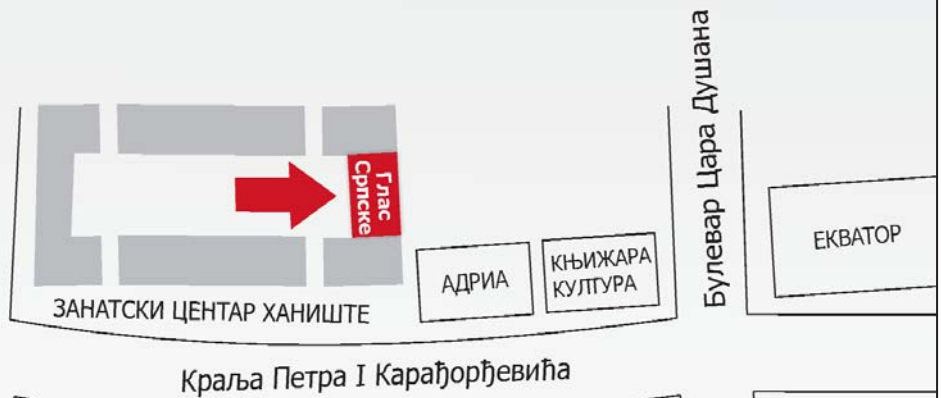 Глас
Српске
ЗАНАТСКИ ЦЕНТАР ХАНИШТЕ
АДРИА
КЊИЖАРА
КУЛТУРА
Булевар Цара Душана
ЕКВАТОР
Краља Петра I Карађорђевића